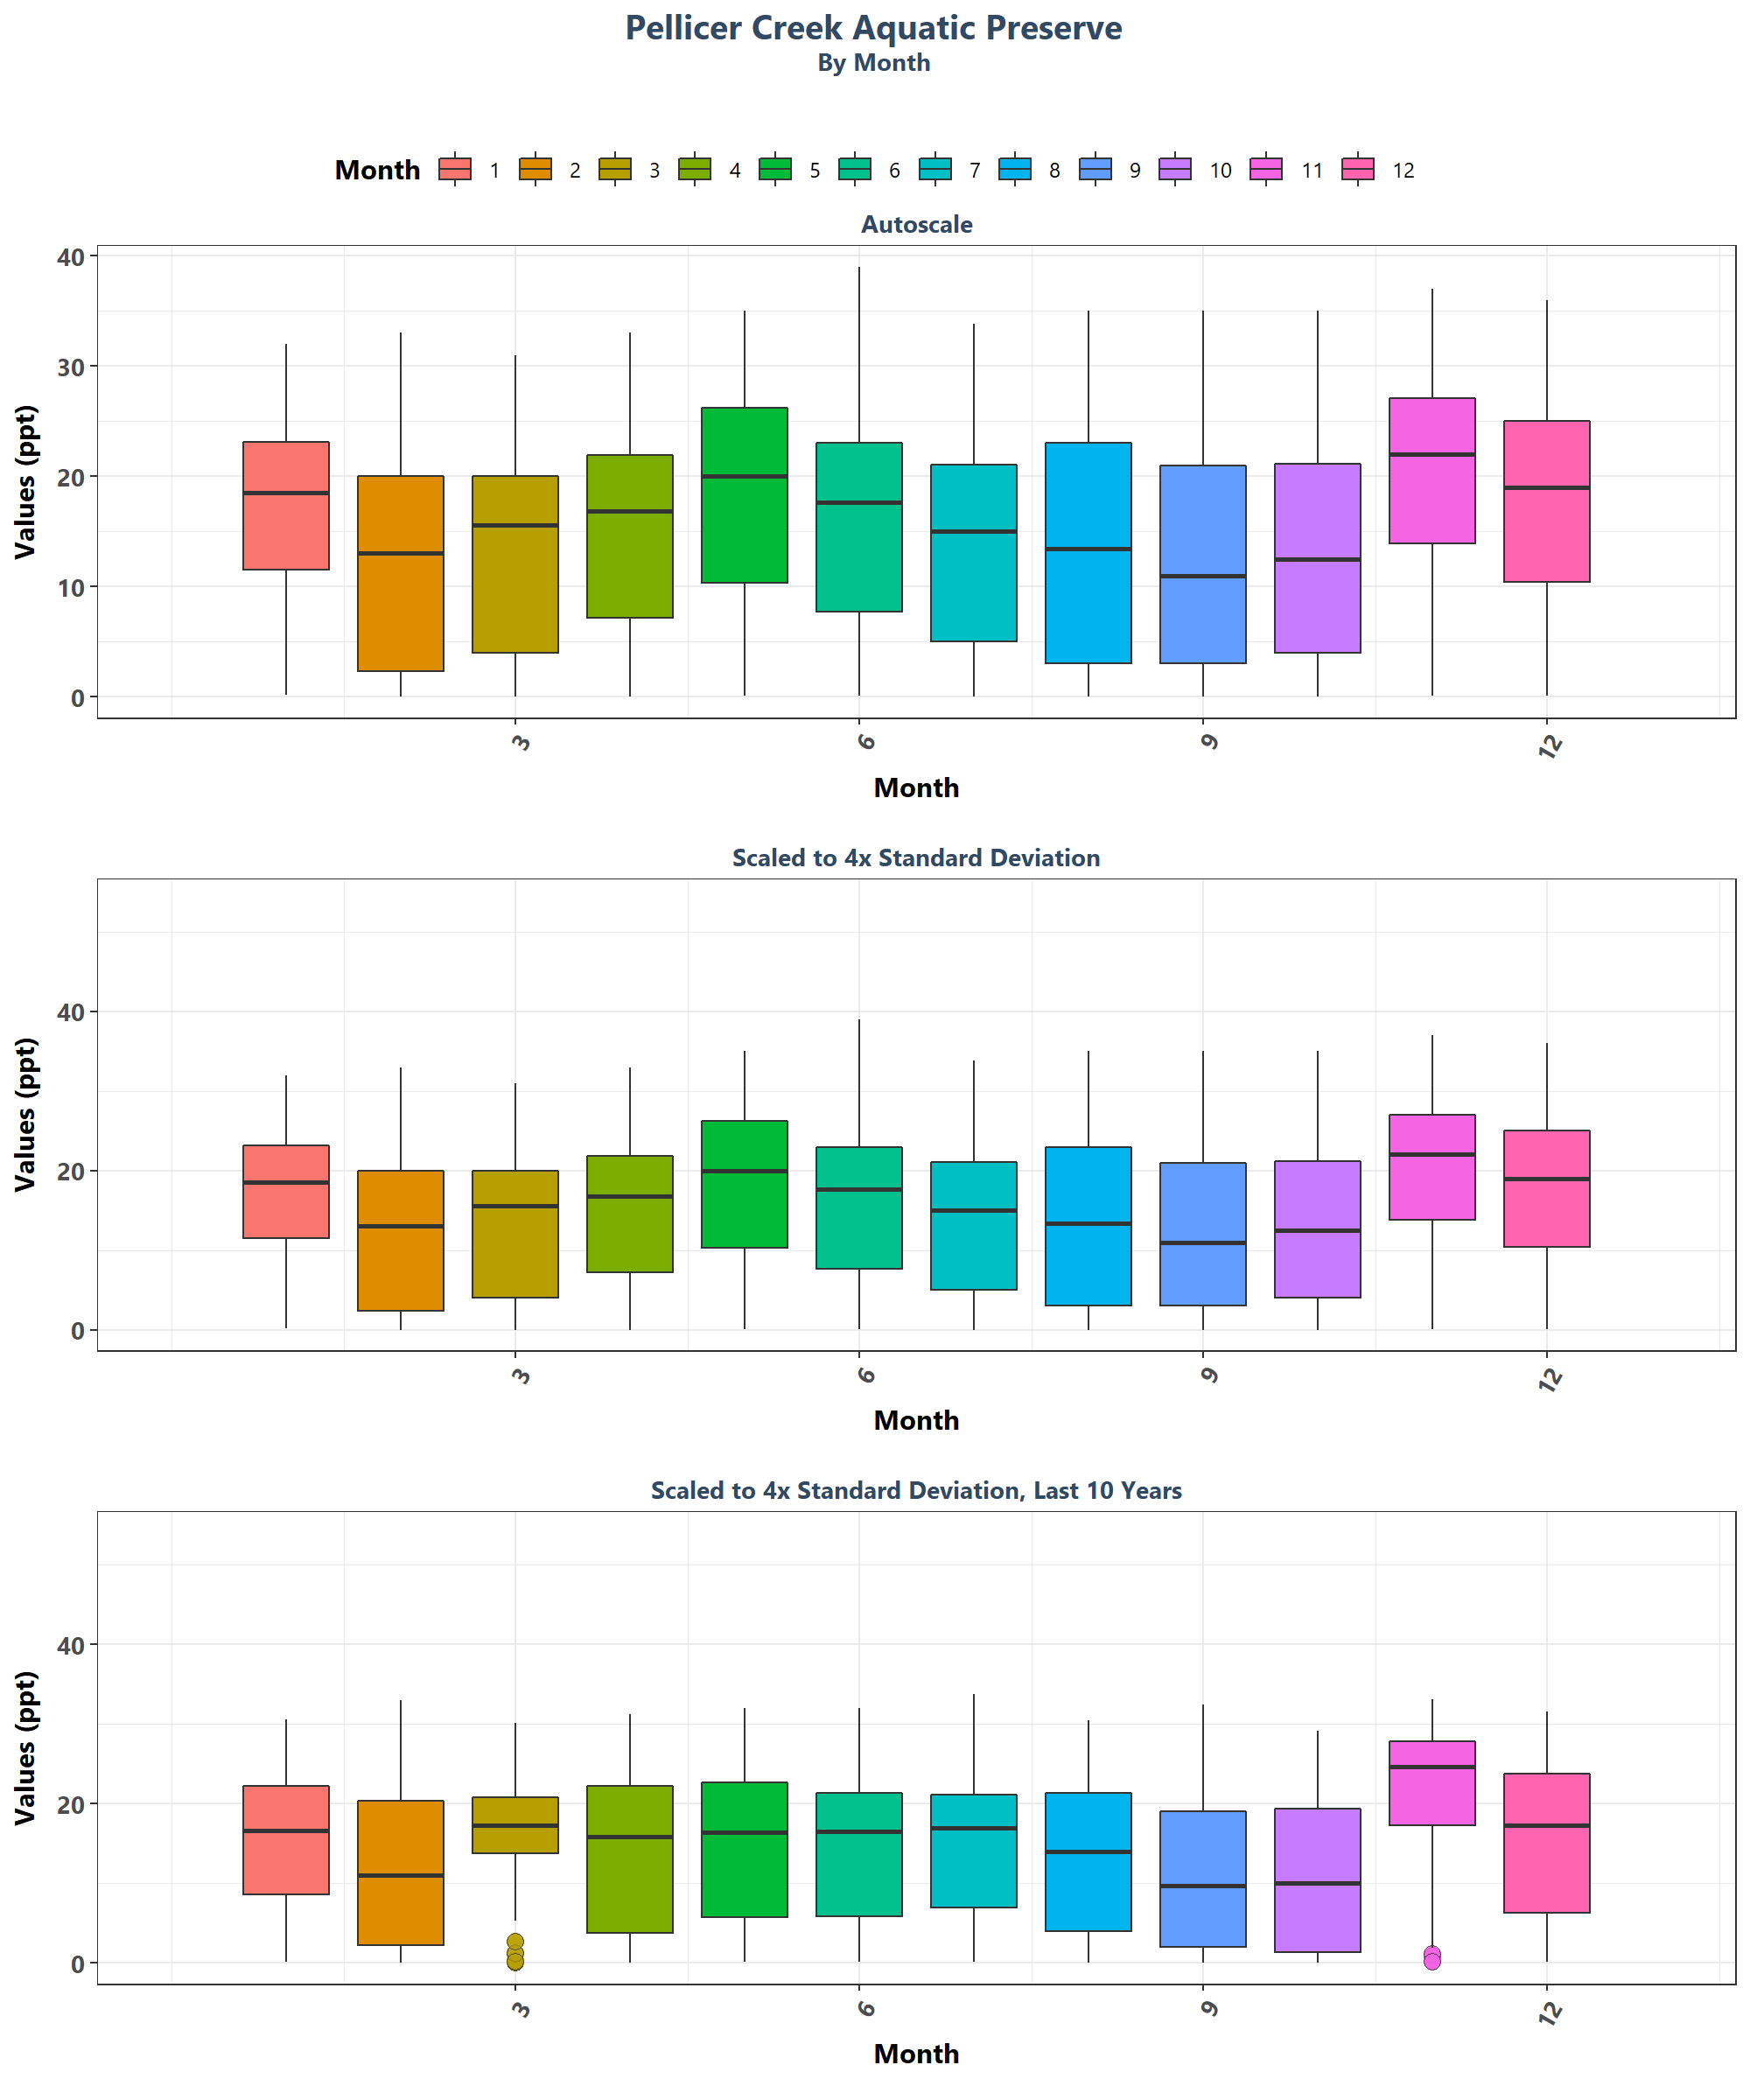 Pellicer Creek Aquatic Preserve
By Month
Month 1 2 3 4 5 6 7 8 9 10 11 12
Autoscale
Values (ppt)
40
30
20
10
0
3 6 9 12
Month
Scaled to 4x Standard Deviation
Values (ppt)
40
20
0
3 6 9 12
Month
Scaled to 4x Standard Deviation, Last 10 Years
Values (ppt)
40
20
0
3 6 9 12
Month